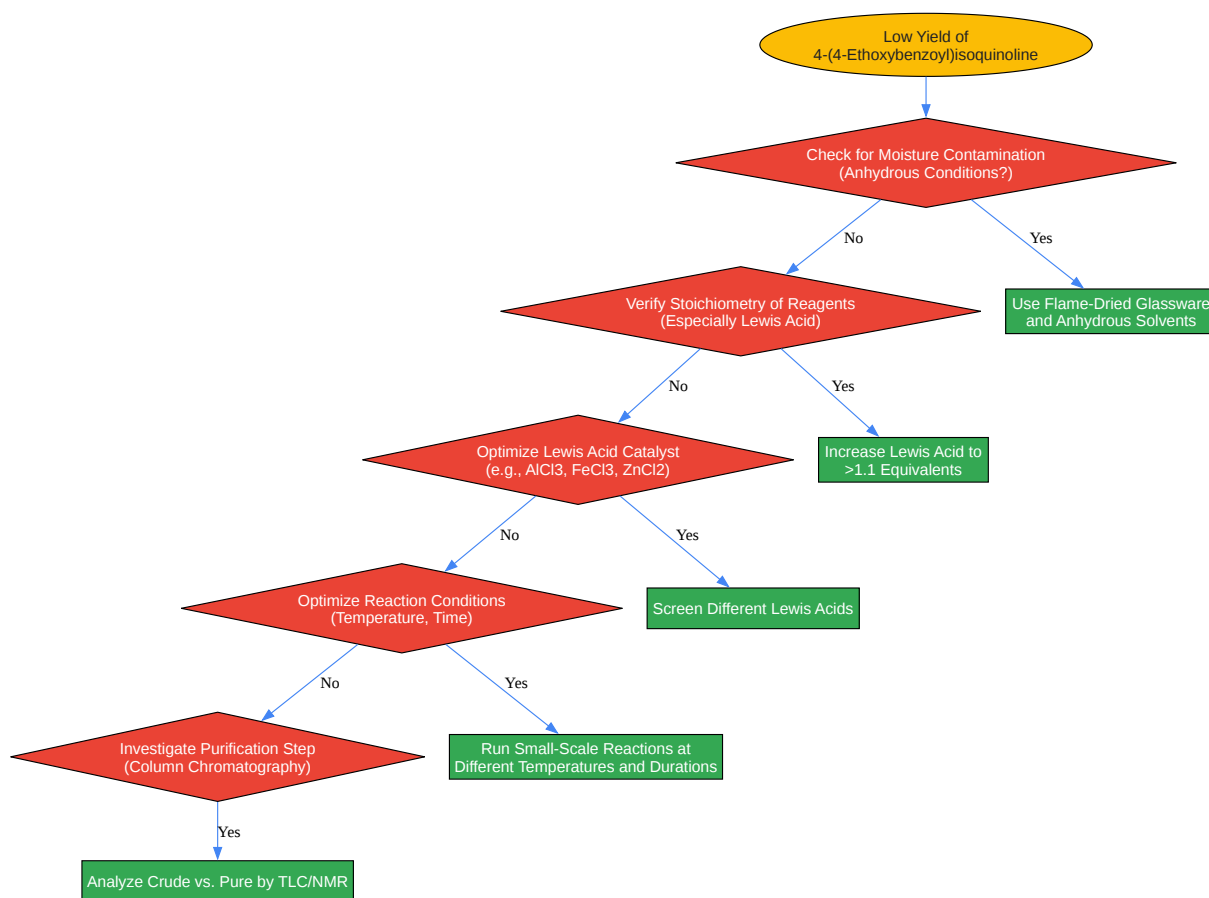 Low Yield of
4-(4-Ethoxybenzoyl)isoquinoline
Check for Moisture Contamination
(Anhydrous Conditions?)
No
Yes
Verify Stoichiometry of Reagents
(Especially Lewis Acid)
Use Flame-Dried Glassware
and Anhydrous Solvents
No
Yes
Optimize Lewis Acid Catalyst
(e.g., AlCl3, FeCl3, ZnCl2)
Increase Lewis Acid to
>1.1 Equivalents
No
Yes
Optimize Reaction Conditions
(Temperature, Time)
Screen Different Lewis Acids
No
Yes
Investigate Purification Step
(Column Chromatography)
Run Small-Scale Reactions at
Different Temperatures and Durations
Yes
Analyze Crude vs. Pure by TLC/NMR